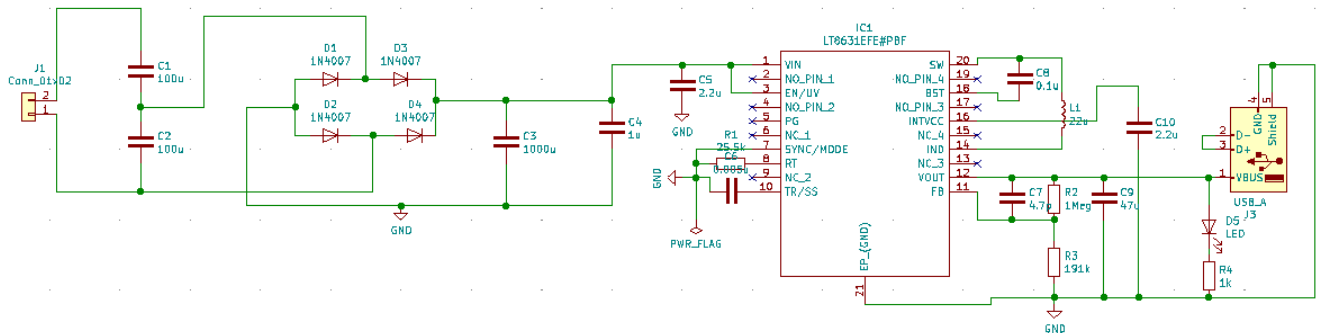 J1
Conn_01x02
2
1
C1
100u
C2
100u
D1
1N4007
D3
1N4007
D2
1N4007
D4
1N4007
GND
C3
1000u
C4
1u
C5
2.2u
GND
IC1
LT8631EFE#PBF
1 VIN
2 NO_PIN_1
3 EN/UV
4 NO_PIN_2
5 PG
6 NC_1
7 SYNC/MODE
8 RT
9 NC_2
10 TR/SS
SW 20
NO_PIN_4 19
BST 18
NO_PIN_3 17
INTVCC 16
NC_4 15
IND 14
NC_3 13
VOUT 12
FB 11
EP_(GND)
21
R1
25.5k
C6
0.005u
GND
PWR_FLAG
C8
0.1u
L1
22u
C10
2.2u
C7
4.7p
R2
1Meg
C9
47u
R3
191k
GND
D5
LED
R4
1k
4 GND
5 Shield
2 D-
3 D+
1 VBUS
USB_A
J3